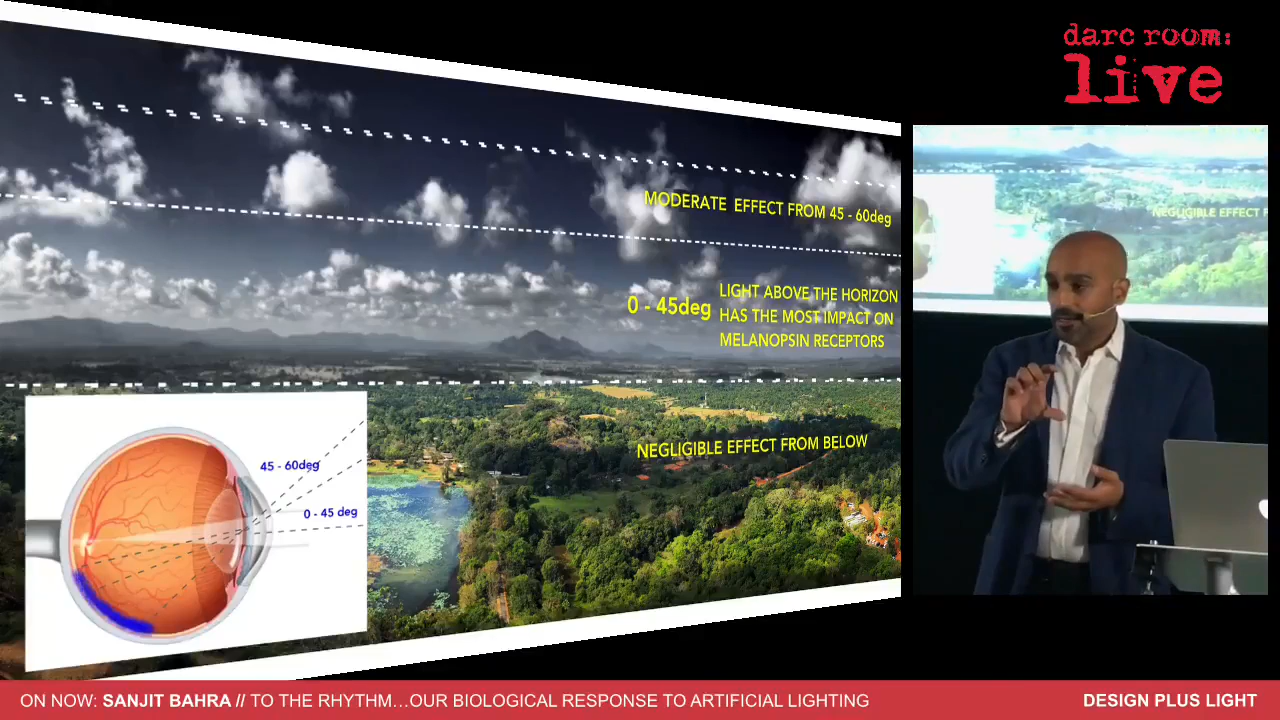 darc room:
live
MODERATE EFFECT FROM 45 - 60deg
0 - 45deg
LIGHT ABOVE THE HORIZON
HAS THE MOST IMPACT ON
MELANOPSIN RECEPTORS
NEGLIGIBLE EFFECT FROM BELOW
45 - 60deg
0 - 45 deg
NEGLIGIBLE EFFECT F
ON NOW: SANJIT BAHRA // TO THE RHYTHM...OUR BIOLOGICAL RESPONSE TO ARTIFICIAL LIGHTING
DESIGN PLUS LIGHT